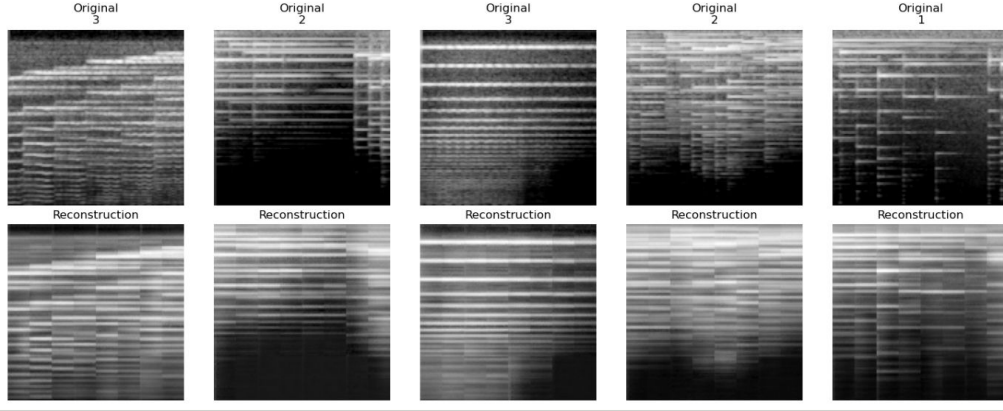 Original Original Original Original Original
3 2 3 2 1
Reconstruction Reconstruction Reconstruction Reconstruction Reconstruction